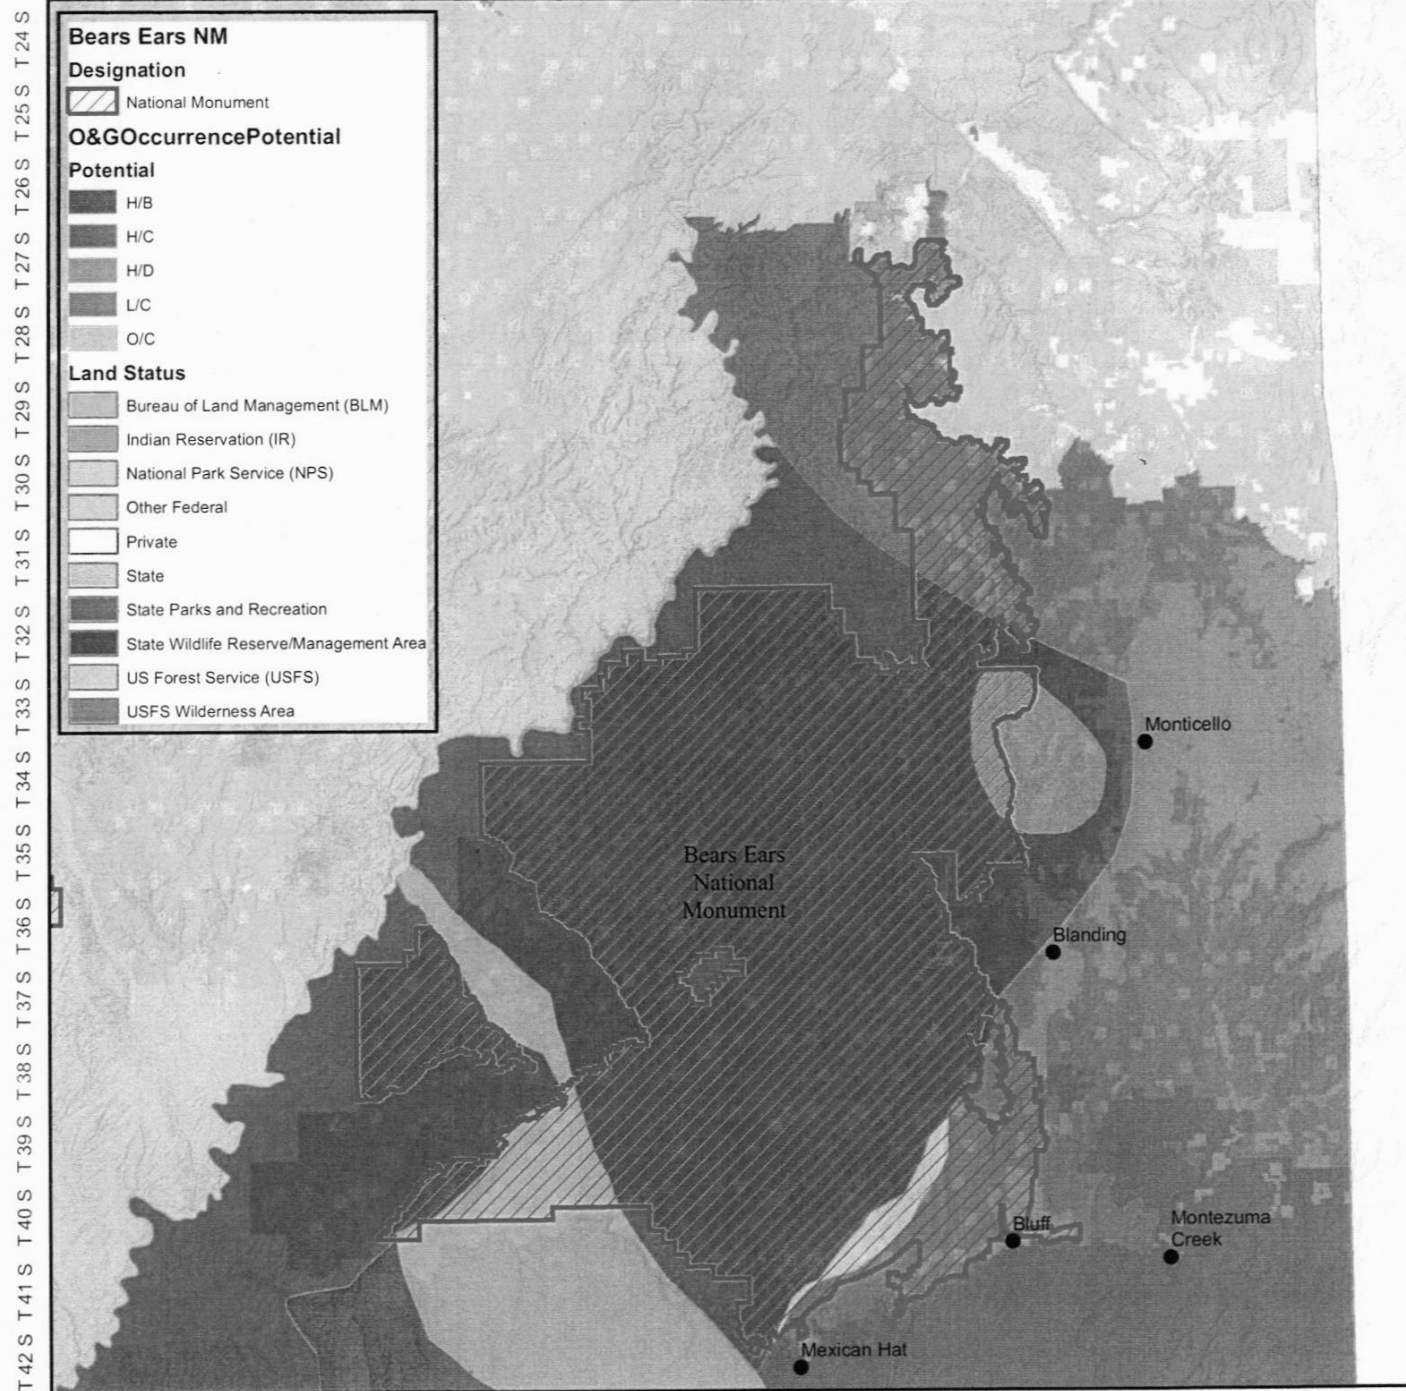 Bears Ears NM
Designation
National Monument
O&GOccurrencePotential
Potential
H/B
H/C
H/D
L/C
O/C
Land Status
Bureau of Land Management (BLM)
Indian Reservation (IR)
National Park Service (NPS)
Other Federal
Private
State
State Parks and Recreation
State Wildlife Reserve/Management Area
US Forest Service (USFS)
USFS Wilderness Area
T 24 S
T 25 S
T 26 S
T 27 S
T 28 S
T 29 S
T 30 S
T 31 S
T 32 S
T 33 S
T 34 S
T 35 S
T 36 S
T 37 S
T 38 S
T 39 S
T 40 S
T 41 S
T 42 S
Monticello
Bears Ears
National
Monument
Blanding
Bluff
Montezuma
Creek
Mexican Hat